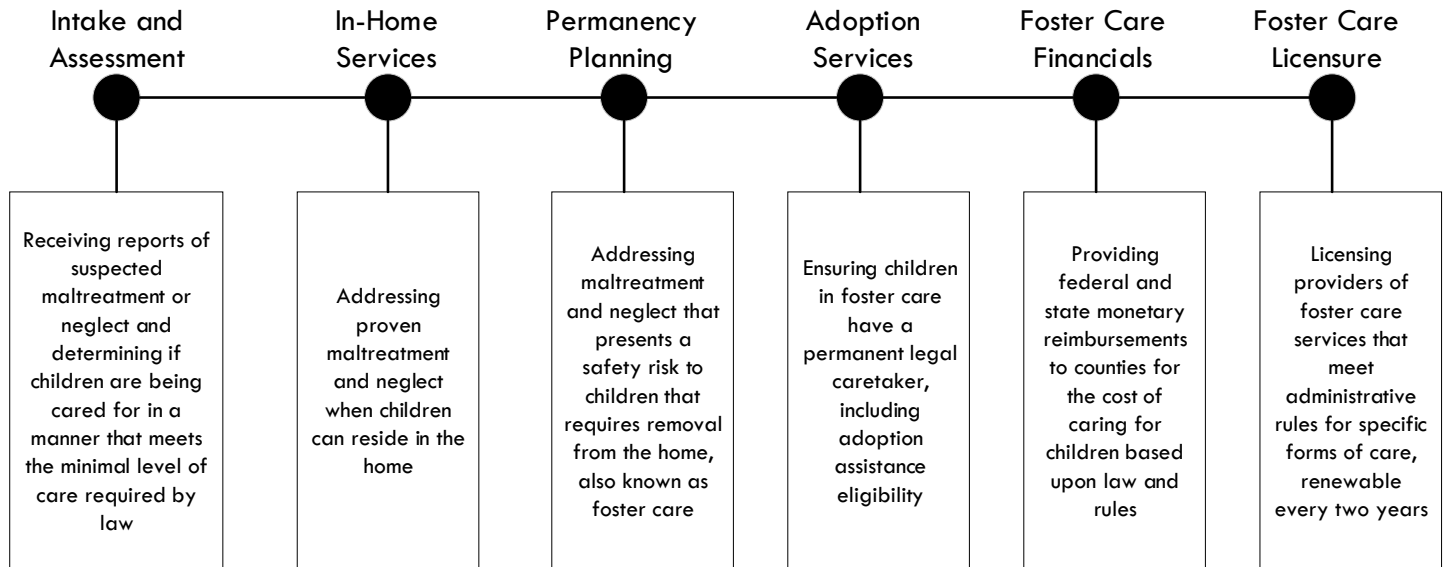 Intake and
Assessment
In-Home
Services
Permanency
Planning
Adoption
Services
Foster Care
Financials
Foster Care
Licensure
Receiving reports of
suspected
maltreatment or
neglect and
determining if
children are being
cared for in a
manner that meets
the minimal level of
care required by
law
Addressing
proven
maltreatment
and neglect
when children
can reside in the
home
Addressing
maltreatment
and neglect that
presents a
safety risk to
children that
requires removal
from the home,
also known as
foster care
Ensuring children
in foster care
have a
permanent legal
caretaker,
including
adoption
assistance
eligibility
Providing
federal and
state monetary
reimbursements
to counties for
the cost of
caring for
children based
upon law and
rules
Licensing
providers of
foster care
services that
meet
administrative
rules for specific
forms of care,
renewable
every two years